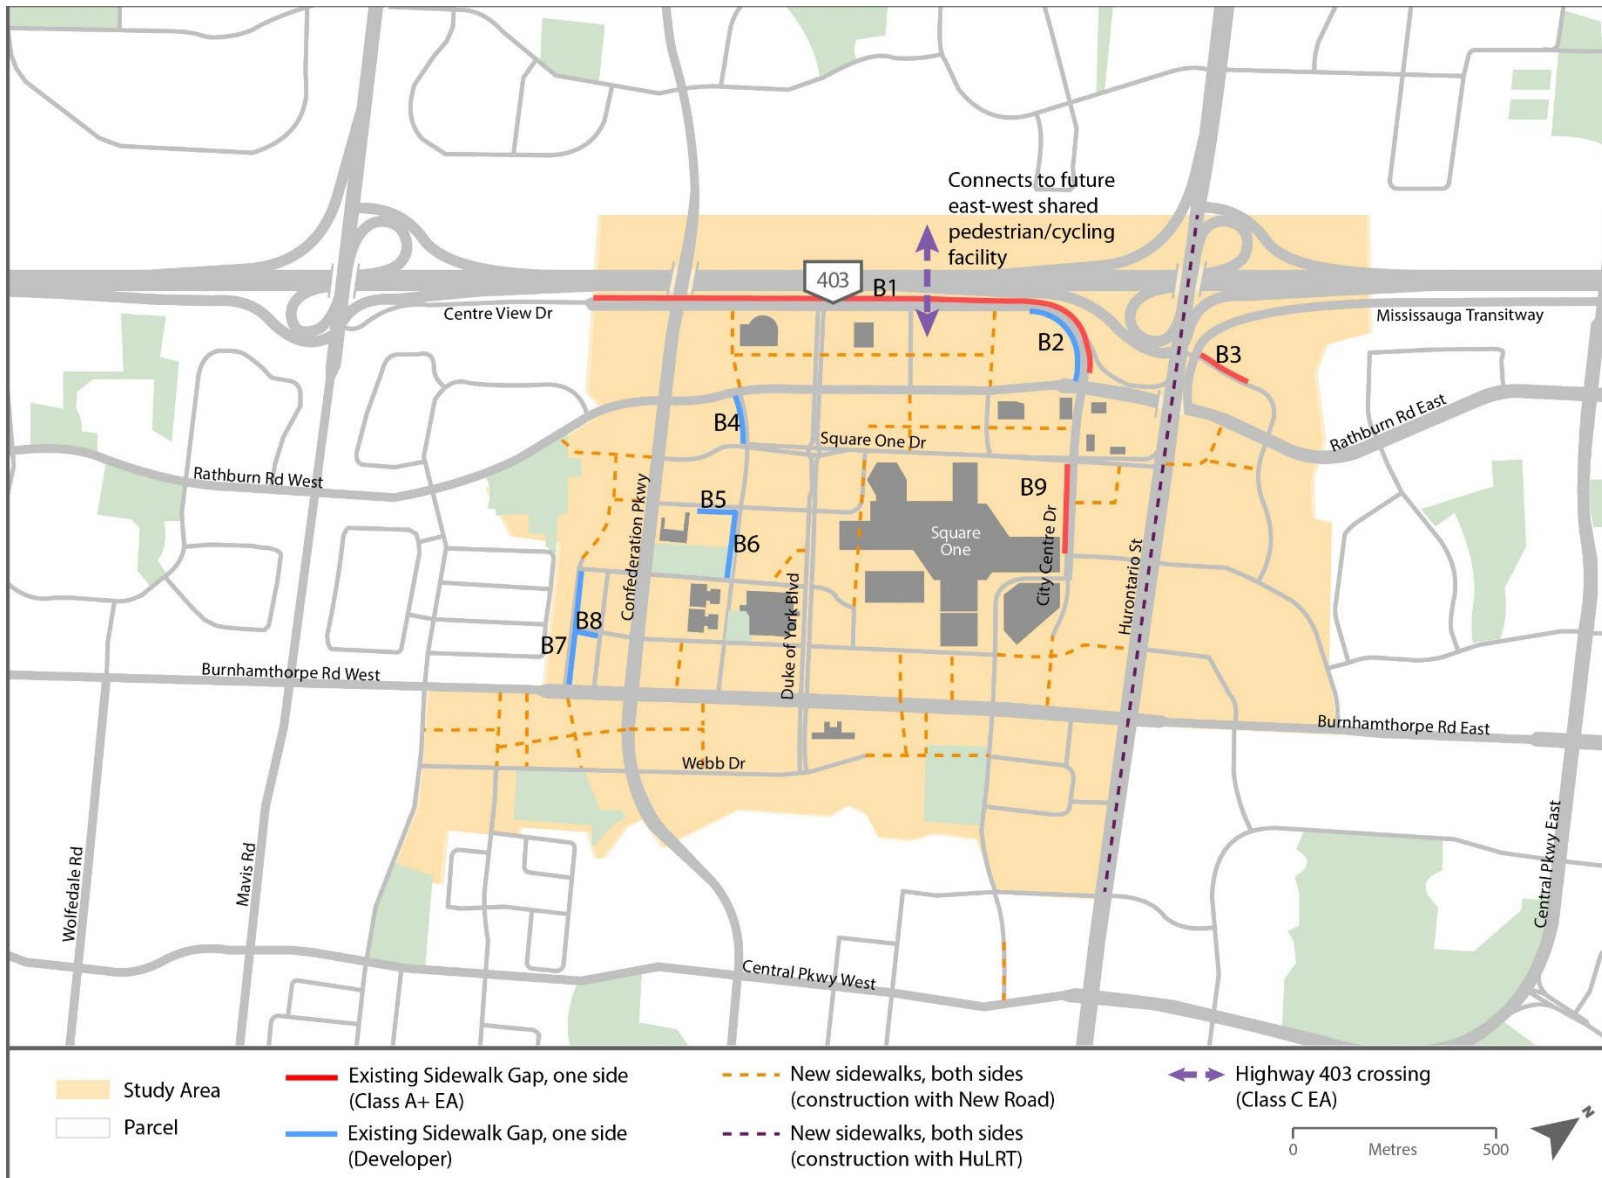 Connects to future
east-west shared
pedestrian/cycling
facility
403
B1
Centre View Dr
Mississauga Transitway
B2
B3
B4
Square One Dr
Rathburn Rd East
Rathburn Rd West
B5
B9
B6
Square
One
Confederation Pkwy
City Centre Dr
Hurontario St
Duke of York Blvd
B8
B7
Burnhamthorpe Rd West
Burnhamthorpe Rd East
Webb Dr
Wolfedale Rd
Mavis Rd
Central Pkwy East
Central Pkwy West
Study Area
Parcel
Existing Sidewalk Gap, one side
(Class A+ EA)
Existing Sidewalk Gap, one side
(Developer)
New sidewalks, both sides
(construction with New Road)
New sidewalks, both sides
(construction with HuLRT)
Highway 403 crossing
(Class C EA)
0 Metres 500
N